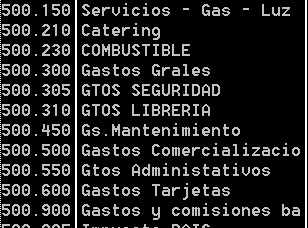 500.150 Servicios - Gas - Luz
500.210 Catering
500.230 COMBUSTIBLE
500.300 Gastos Grales
500.305 GTOS SEGURIDAD
500.310 GTOS LIBRERIA
500.450 Gs.Mantenimiento
500.500 Gastos Comercializacio
500.550 Gtos Administativos
500.600 Gastos Tarjetas
500.900 Gastos y comisiones ba